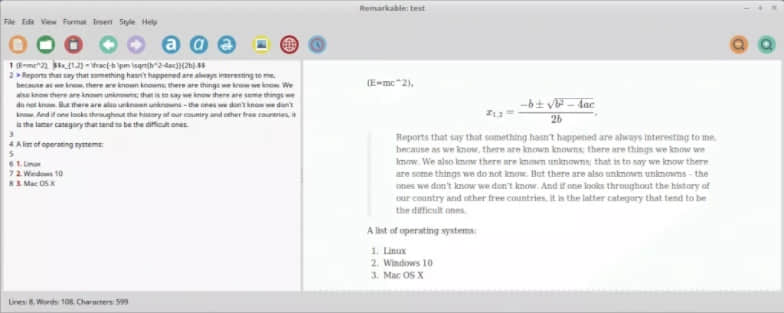 Remarkable: test
File Edit View Format Insert Style Help
1 (E=mc^2), $$x_{1,2} = \frac{-b \pm \sqrt{b^2-4ac}}{2b}.$$
2 > Reports that say that something hasn't happened are always interesting to me,
because as we know, there are known knowns; there are things we know we know. We
also know there are known unknowns; that is to say we know there are some things we
do not know. But there are also unknown unknowns – the ones we don't know we don't
know. And if one looks throughout the history of our country and other free countries, it
is the latter category that tend to be the difficult ones.
3
4 A list of operating systems:
5
6 1. Linux
7 2. Windows 10
8 3. Mac OS X
(E=mc^2),
x₁,₂ = (−b ± √(b² − 4ac)) / 2b.
Reports that say that something hasn't happened are always interesting to me,
because as we know, there are known knowns; there are things we know we
know. We also know there are known unknowns; that is to say we know there
are some things we do not know. But there are also unknown unknowns – the
ones we don't know we don't know. And if one looks throughout the history of
our country and other free countries, it is the latter category that tend to be
the difficult ones.
A list of operating systems:
1. Linux
2. Windows 10
3. Mac OS X
Lines: 8, Words: 108, Characters: 599